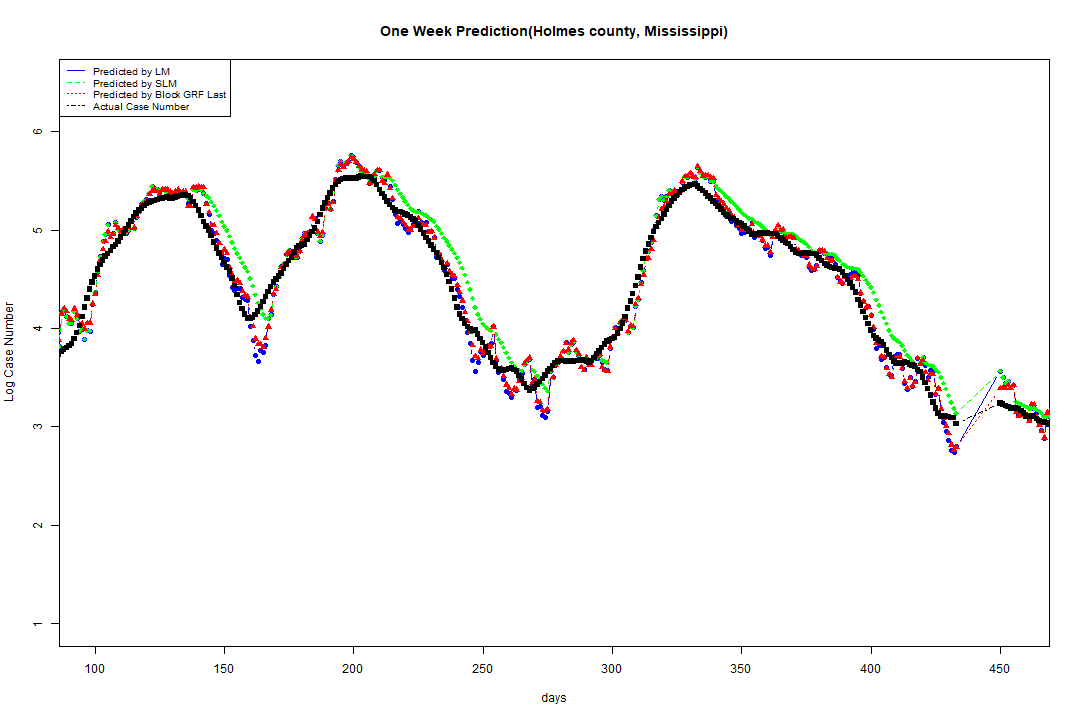 One Week Prediction(Holmes county, Mississippi)
Predicted by LM
Predicted by SLM
Predicted by Block GRF Last
Actual Case Number
Log Case Number
6
5
4
3
2
1
100 150 200 250 300 350 400 450
days